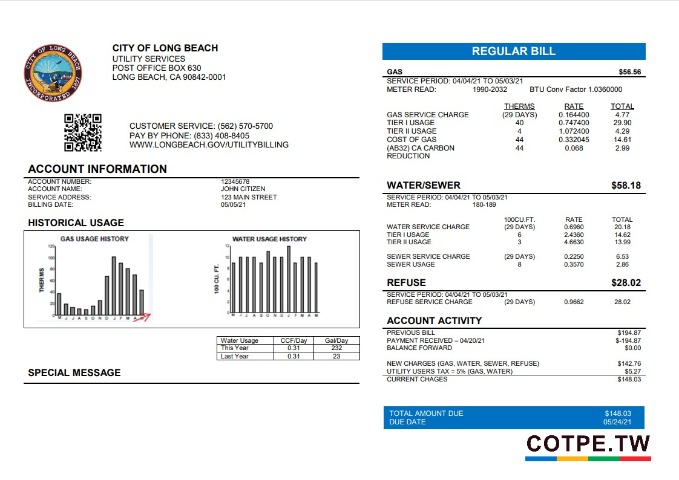 CITY OF LONG BEACH
UTILITY SERVICES
POST OFFICE BOX 630
LONG BEACH, CA 90842-0001
CUSTOMER SERVICE: (562) 570-5700
PAY BY PHONE: (833) 408-8405
WWW.LONGBEACH.GOV/UTILITYBILLING
ACCOUNT INFORMATION
ACCOUNT NUMBER: 12345678
ACCOUNT NAME: JOHN CITIZEN
SERVICE ADDRESS: 123 MAIN STREET
BILLING DATE: 05/05/21
HISTORICAL USAGE
GAS USAGE HISTORY
THERMS
WATER USAGE HISTORY
100 CU. FT.
Water Usage CCF/Day Gal/Day
This Year 0.31 232
Last Year 0.31 23
SPECIAL MESSAGE
REGULAR BILL
GAS $56.56
SERVICE PERIOD: 04/04/21 TO 05/03/21
METER READ: 1990-2032 BTU Conv Factor 1.0360000
THERMS RATE TOTAL
GAS SERVICE CHARGE (29 DAYS) 0.164400 4.77
TIER I USAGE 40 0.747400 29.90
TIER II USAGE 4 1.072400 4.29
COST OF GAS 44 0.332045 14.61
(AB32) CA CARBON 44 0.068 2.99
REDUCTION
WATER/SEWER $58.18
SERVICE PERIOD: 04/04/21 TO 05/03/21
METER READ: 180-189
100CU.FT. RATE TOTAL
WATER SERVICE CHARGE (29 DAYS) 0.6960 20.18
TIER I USAGE 6 2.4360 14.62
TIER II USAGE 3 4.6630 13.99
SEWER SERVICE CHARGE (29 DAYS) 0.2250 6.53
SEWER USAGE 8 0.3570 2.86
REFUSE $28.02
SERVICE PERIOD: 04/04/21 TO 05/03/21
REFUSE SERVICE CHARGE (29 DAYS) 0.9662 28.02
ACCOUNT ACTIVITY
PREVIOUS BILL $194.87
PAYMENT RECEIVED – 04/20/21 $-194.87
BALANCE FORWARD $0.00
NEW CHARGES (GAS, WATER, SEWER, REFUSE) $142.76
UTILITY USERS TAX = 5% (GAS, WATER) $5.27
CURRENT CHAGES $148.03
TOTAL AMOUNT DUE $148.03
DUE DATE 05/24/21
COTPE.TW